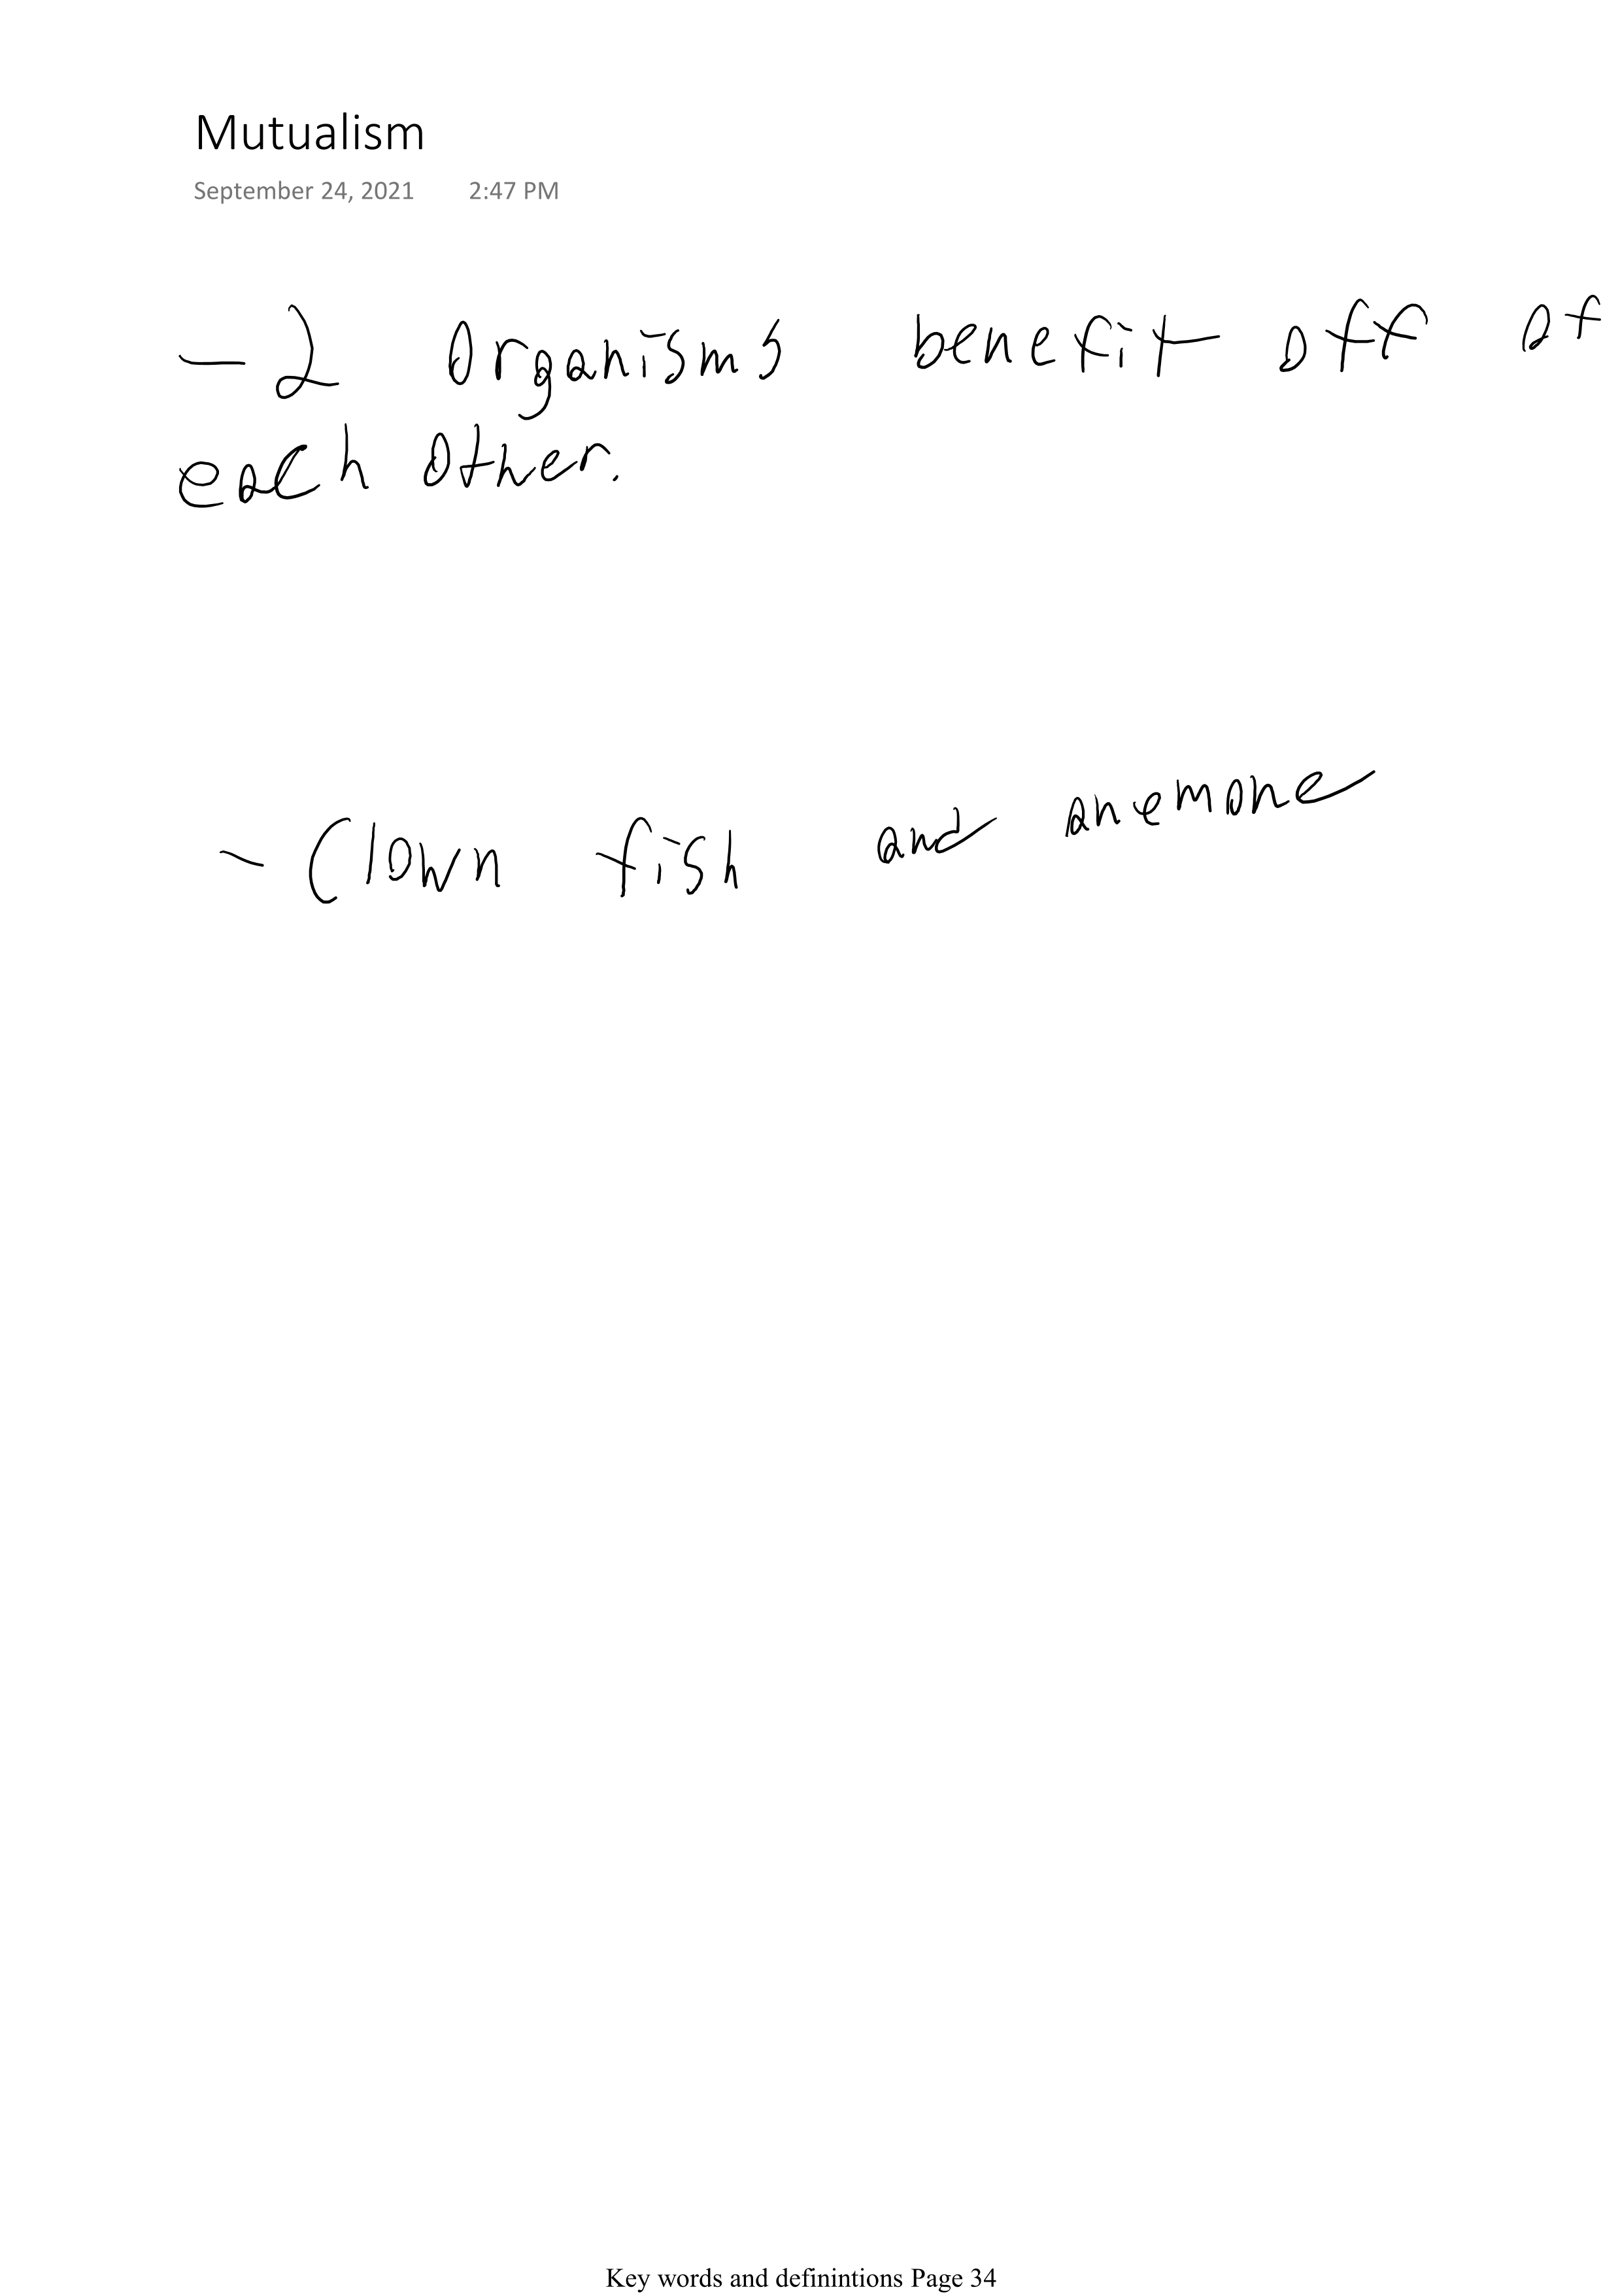 Mutualism
September 24, 2021 2:47 PM
- 2 organisms benefit off of
each other.
- Clown fish and anemone
Key words and definintions Page 34